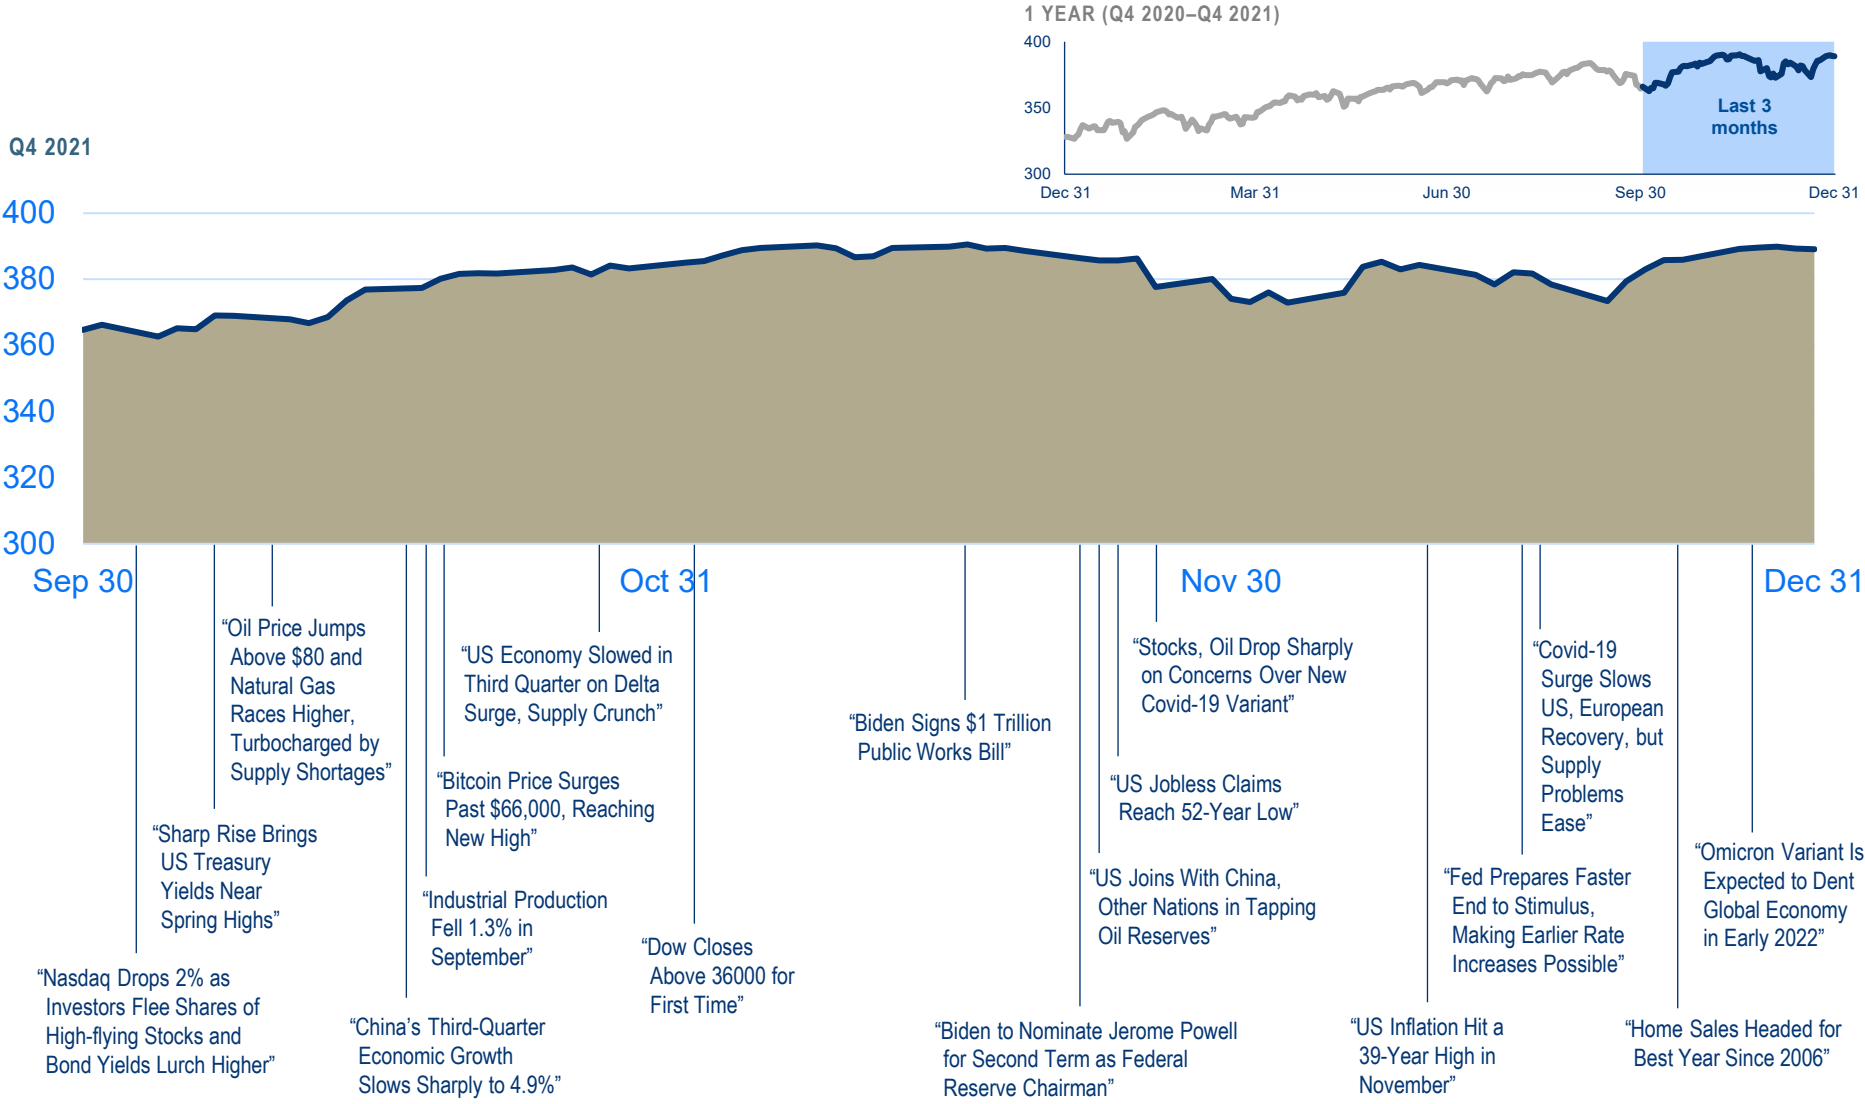 1 YEAR (Q4 2020–Q4 2021)
400
350
300
Last 3
months
Dec 31
Mar 31
Jun 30
Sep 30
Dec 31
Q4 2021
400
380
360
340
320
300
Sep 30
Oct 31
Nov 30
Dec 31
“Nasdaq Drops 2% as
Investors Flee Shares of
High-flying Stocks and
Bond Yields Lurch Higher”
“Sharp Rise Brings
US Treasury
Yields Near
Spring Highs”
“Oil Price Jumps
Above $80 and
Natural Gas
Races Higher,
Turbocharged by
Supply Shortages”
“China’s Third-Quarter
Economic Growth
Slows Sharply to 4.9%”
“Industrial Production
Fell 1.3% in
September”
“Bitcoin Price Surges
Past $66,000, Reaching
New High”
“US Economy Slowed in
Third Quarter on Delta
Surge, Supply Crunch”
“Dow Closes
Above 36000 for
First Time”
“Biden Signs $1 Trillion
Public Works Bill”
“Biden to Nominate Jerome Powell
for Second Term as Federal
Reserve Chairman”
“US Joins With China,
Other Nations in Tapping
Oil Reserves”
“US Jobless Claims
Reach 52-Year Low”
“Stocks, Oil Drop Sharply
on Concerns Over New
Covid-19 Variant”
“US Inflation Hit a
39-Year High in
November”
“Fed Prepares Faster
End to Stimulus,
Making Earlier Rate
Increases Possible”
“Covid-19
Surge Slows
US, European
Recovery, but
Supply
Problems
Ease”
“Home Sales Headed for
Best Year Since 2006”
“Omicron Variant Is
Expected to Dent
Global Economy
in Early 2022”